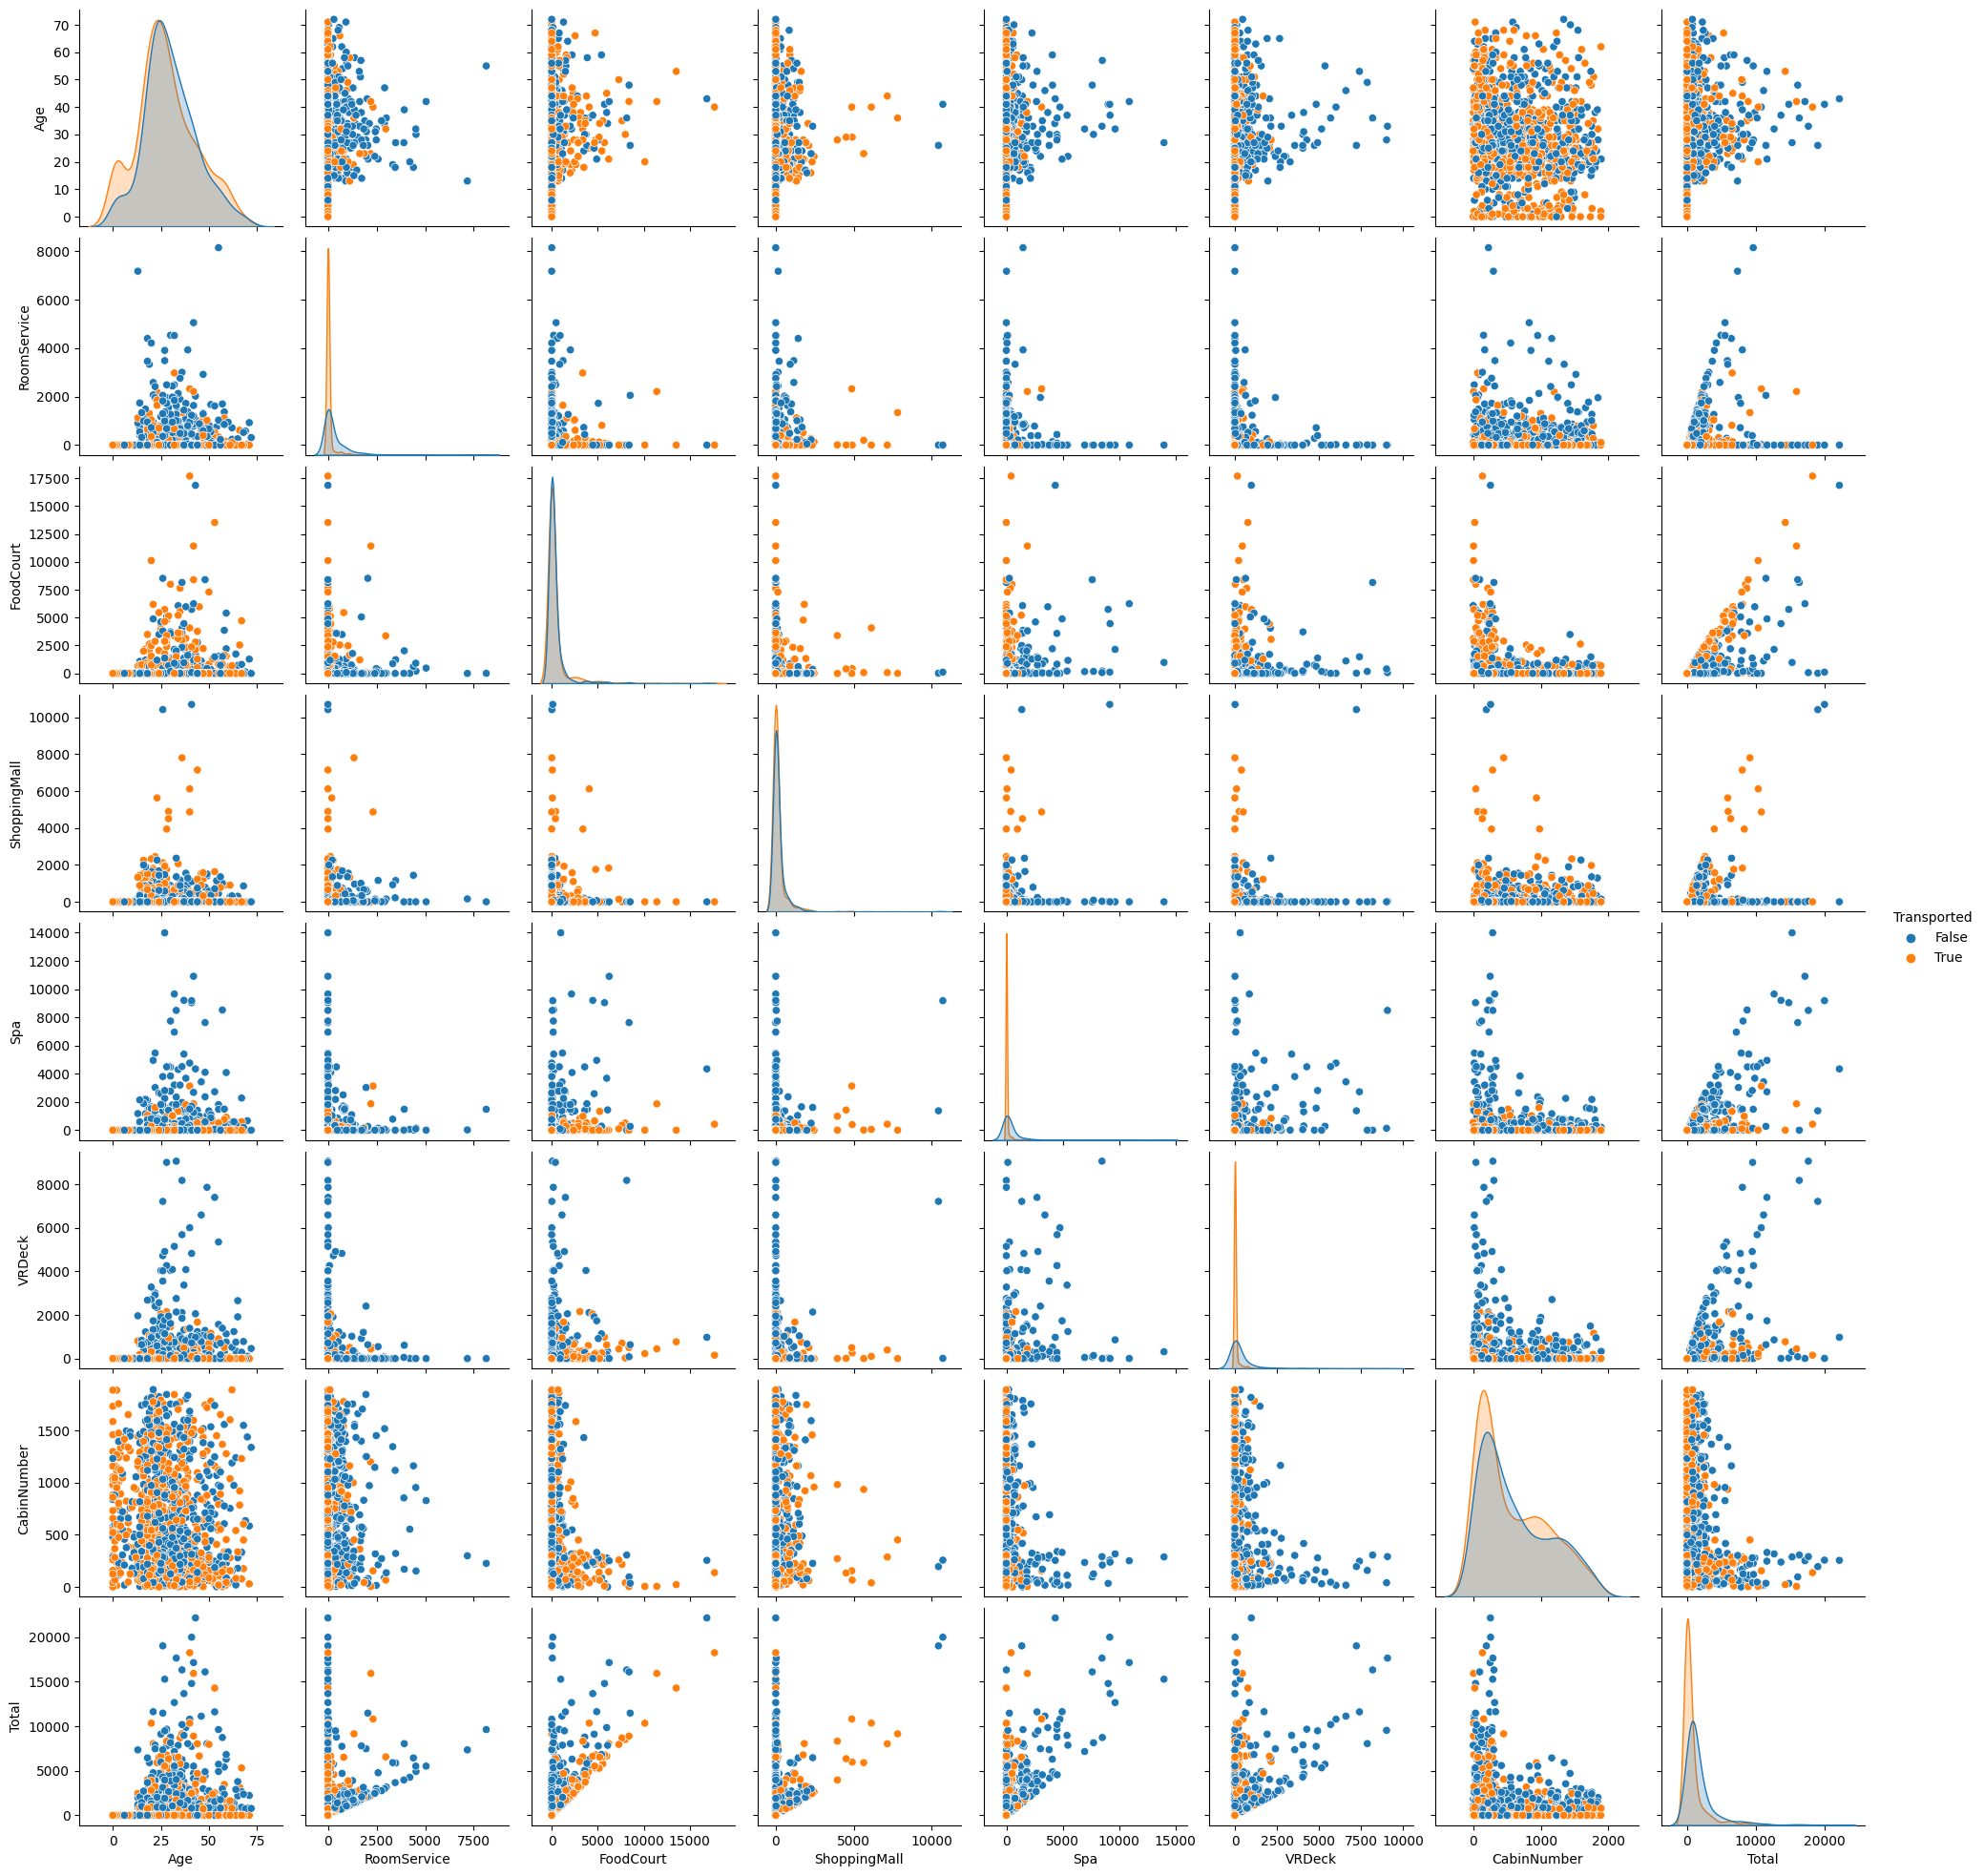 70
60
50
40
30
20
10
0
Age
8000
6000
4000
2000
0
RoomService
17500
15000
12500
10000
7500
5000
2500
0
FoodCourt
10000
8000
6000
4000
2000
0
ShoppingMall
Transported
False
True
14000
12000
10000
8000
6000
4000
2000
0
Spa
8000
6000
4000
2000
0
VRDeck
1500
1000
500
0
CabinNumber
20000
15000
10000
5000
0
Total
0 25 50 75
0 2500 5000 7500
0 5000 10000 15000
0 5000 10000
0 5000 10000 15000
0 2500 5000 7500 10000
0 1000 2000
0 10000 20000
Age RoomService FoodCourt ShoppingMall Spa VRDeck CabinNumber Total